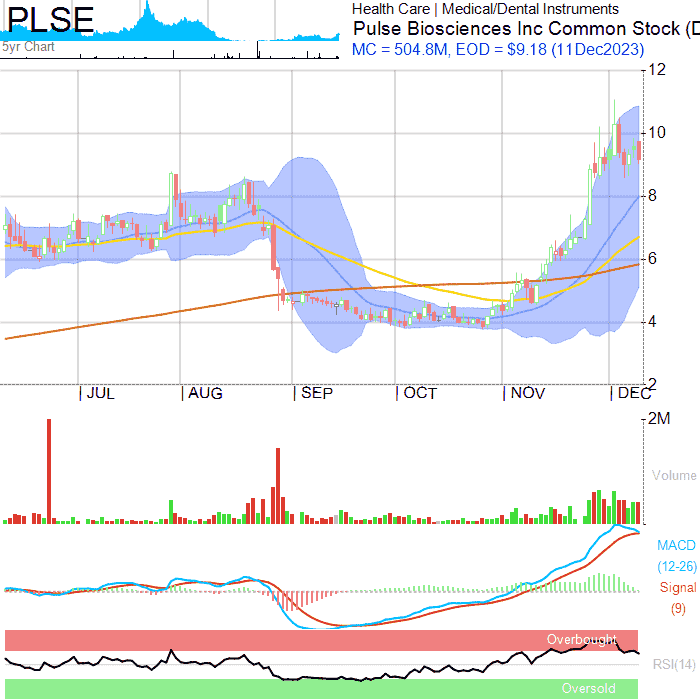 PLSE
5yr Chart
Health Care | Medical/Dental Instruments
Pulse Biosciences Inc Common Stock (D
MC = 504.8M, EOD = $9.18 (11Dec2023)
12
10
8
6
4
2
JUL AUG SEP OCT NOV DEC
2M
Volume
MACD
(12-26)
Signal
(9)
Overbought
RSI(14)
Oversold